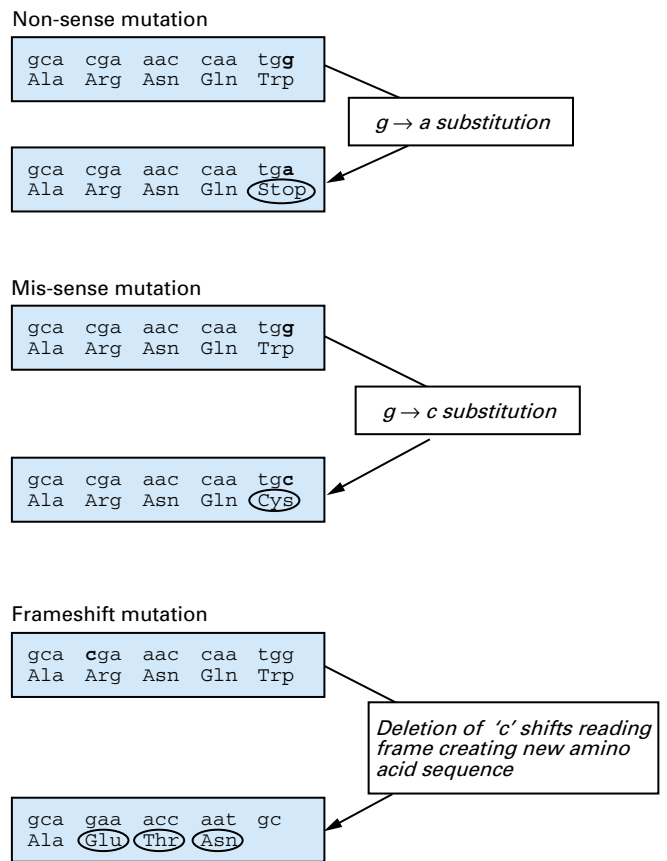 Non-sense mutation
gca cga aac caa tgg
Ala Arg Asn Gln Trp
g → a substitution
gca cga aac caa tga
Ala Arg Asn Gln Stop
Mis-sense mutation
gca cga aac caa tgg
Ala Arg Asn Gln Trp
g → c substitution
gca cga aac caa tgc
Ala Arg Asn Gln Cys
Frameshift mutation
gca cga aac caa tgg
Ala Arg Asn Gln Trp
Deletion of 'c' shifts reading
frame creating new amino
acid sequence
gca gaa acc aat gc
Ala Glu Thr Asn